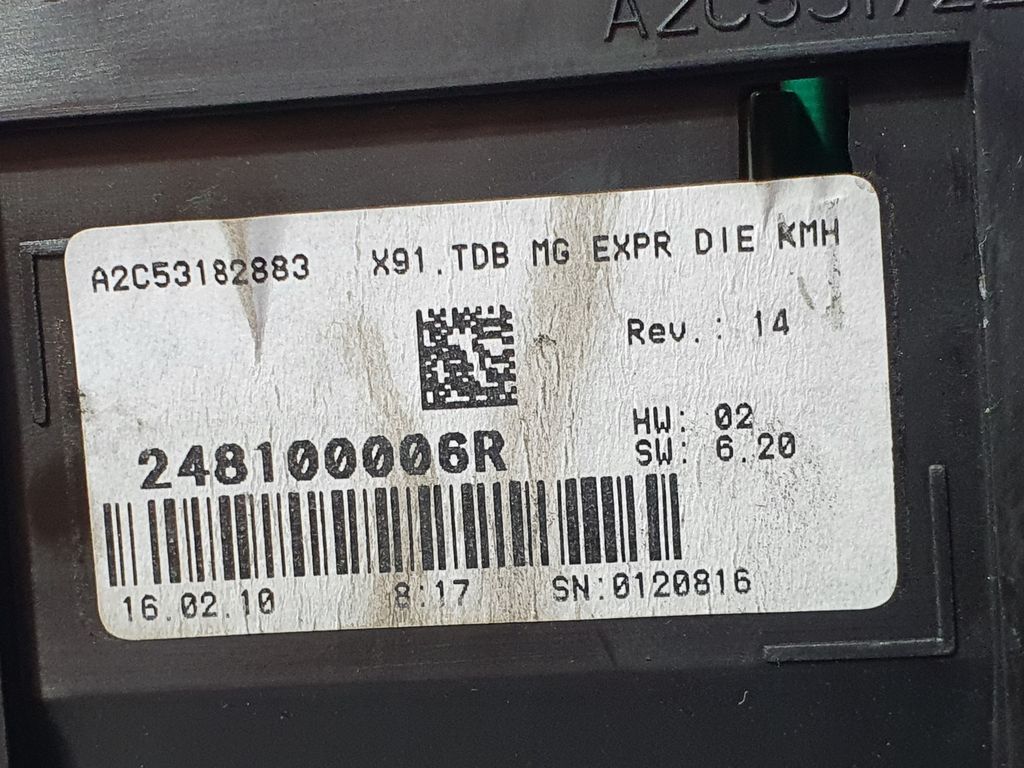 A2C53182883 X91.TDB MG EXPR DIE KMH
Rev.: 14
HW: 02
SW: 6.20
248100006R
16.02.10 8:17 SN:0120816